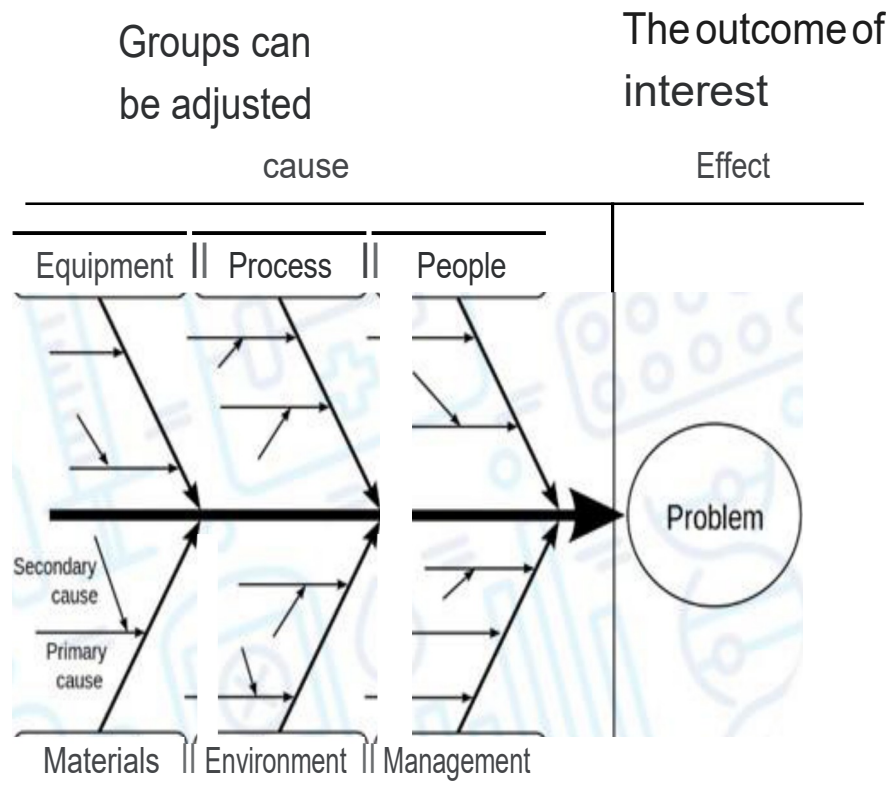 Groups can
be adjusted
The outcome of
interest
cause
Effect
Equipment
Process
People
Problem
Secondary
cause
Primary
cause
Materials
Environment
Management